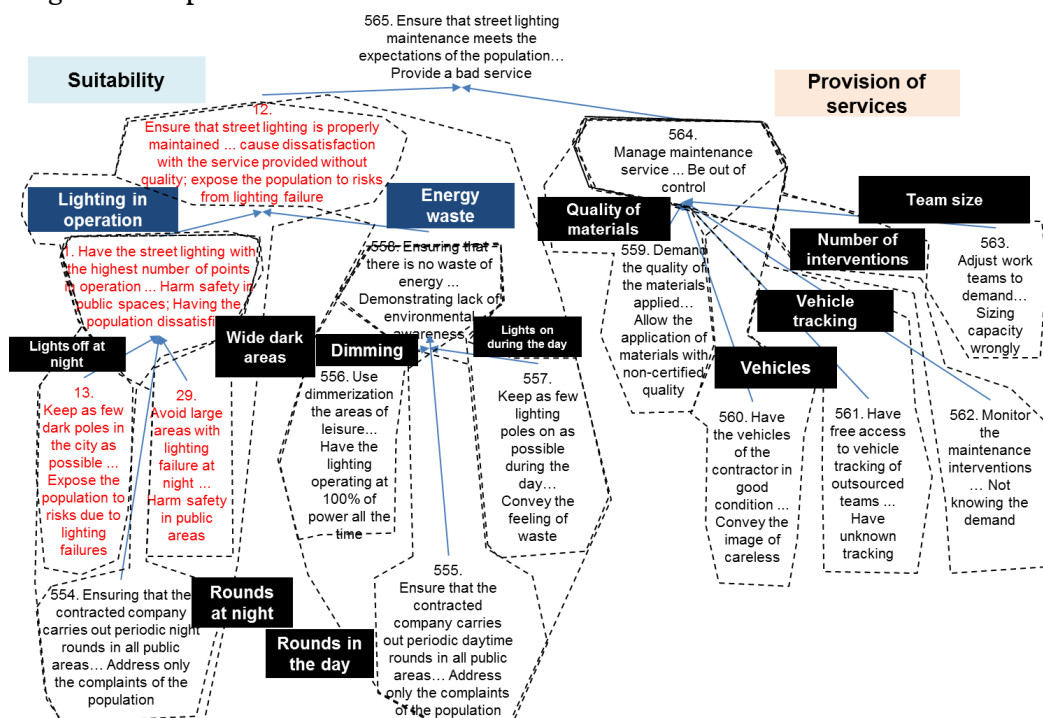 565. Ensure that street lighting
maintenance meets the
expectations of the population…
Provide a bad service
Suitability
Provision of
services
12.
Ensure that street lighting is properly
maintained ... cause dissatisfaction
with the service provided without
quality; expose the population to risks
from lighting failure
564.
Manage maintenance
service ... Be out of
control
Lighting in
operation
Energy
waste
Quality of
materials
Team size
1. Have the street lighting with
the highest number of points
in operation ... Harm safety in
public spaces; Having the
population
558. Ensuring that
there is no waste of
energy ...
Demonstrating lack of
environmental
awareness
559. Demand
the quality of
the materials
applied…
Allow the
application of
materials with
non-certified
quality
Number of
interventions
563.
Adjust work
teams to
demand…
Sizing
capacity
wrongly
Lights off at
night
Wide dark
areas
Dimming
Lights on
during the day
Vehicle
tracking
Vehicles
13.
Keep as few
dark poles in
the city as
possible ...
Expose the
population to
risks due to
lighting
failures
29.
Avoid large
areas with
lighting
failure at
night ...
Harm safety
in public
areas
556. Use
dimmerization
the areas of
leisure…
Have the
lighting
operating at
100% of
power all the
time
557.
Keep as few
lighting
poles on as
possible
during the
day…
Convey the
feeling of
waste
560. Have
the vehicles
of the
contractor in
good
condition ...
Convey the
image of
careless
561. Have
free access
to vehicle
tracking of
outsourced
teams ...
Have
unknown
tracking
562. Monitor
the
maintenance
interventions
... Not
knowing the
demand
554. Ensuring that the
contracted company
carries out periodic night
rounds in all public
areas… Address only
the complaints of the
population
Rounds
at night
Rounds in
the day
555.
Ensure that the
contracted company
carries out periodic daytime
rounds in all public
areas… Address
only the complaints
of the population